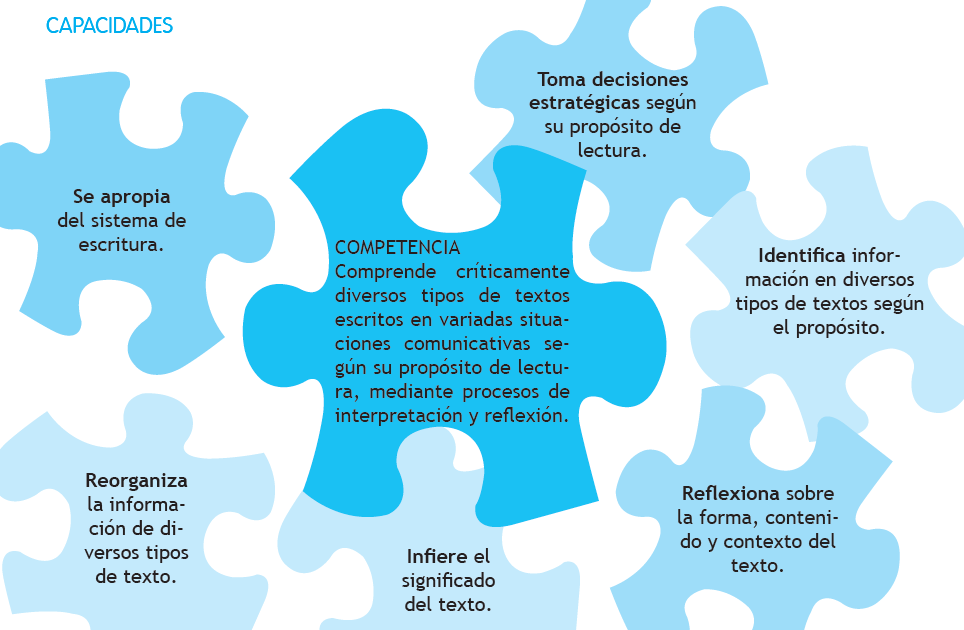 CAPACIDADES
Toma decisiones
estratégicas según
su propósito de
lectura.
Se apropia
del sistema de
escritura.
COMPETENCIA
Comprende críticamente
diversos tipos de textos
escritos en variadas situa-
ciones comunicativas se-
gún su propósito de lectu-
ra, mediante procesos de
interpretación y reflexión.
Identifica infor-
mación en diversos
tipos de textos según
el propósito.
Reorganiza
la informa-
ción de di-
versos tipos
de texto.
Infiere el
significado
del texto.
Reflexiona sobre
la forma, conteni-
do y contexto del
texto.